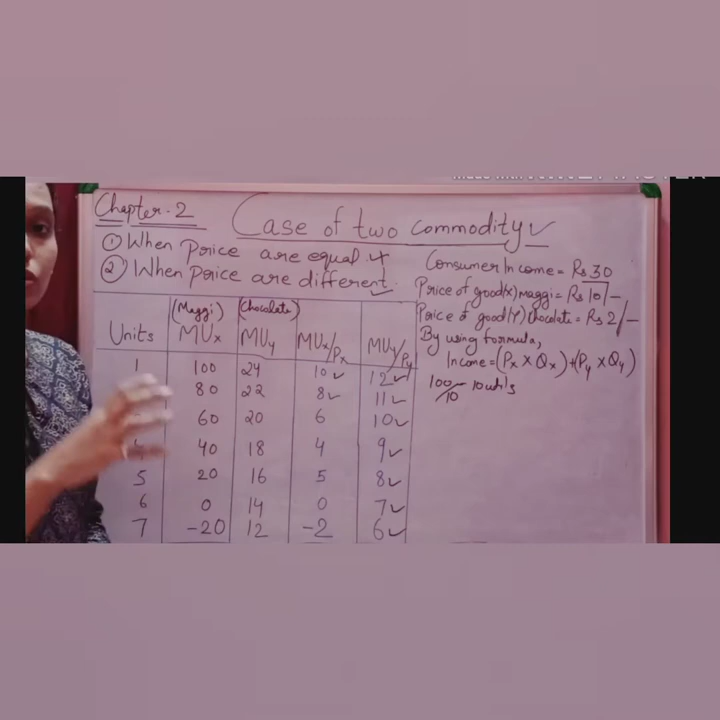 Chapter-2 Case of two commodity
① When Price are equal.
② When Price are different.
Consumer Income = Rs 30
Price of good(X) maggi = Rs 10/-
Price of good(Y) chocolate = Rs 2/-
By using formula,
Income = (Px X Qx) + (Py X Qy)
100/10 - 10 utils
(Maggi) (Chocolate)
Units MUx MUy MUx/Px MUy/Py
1 100 24 10 ✓ 12 ✓
80 22 8 ✓ 11 ✓
60 20 6 10 ✓
4 40 18 4 9 ✓
5 20 16 5 8 ✓
6 0 14 0 7 ✓
7 -20 12 -2 6 ✓